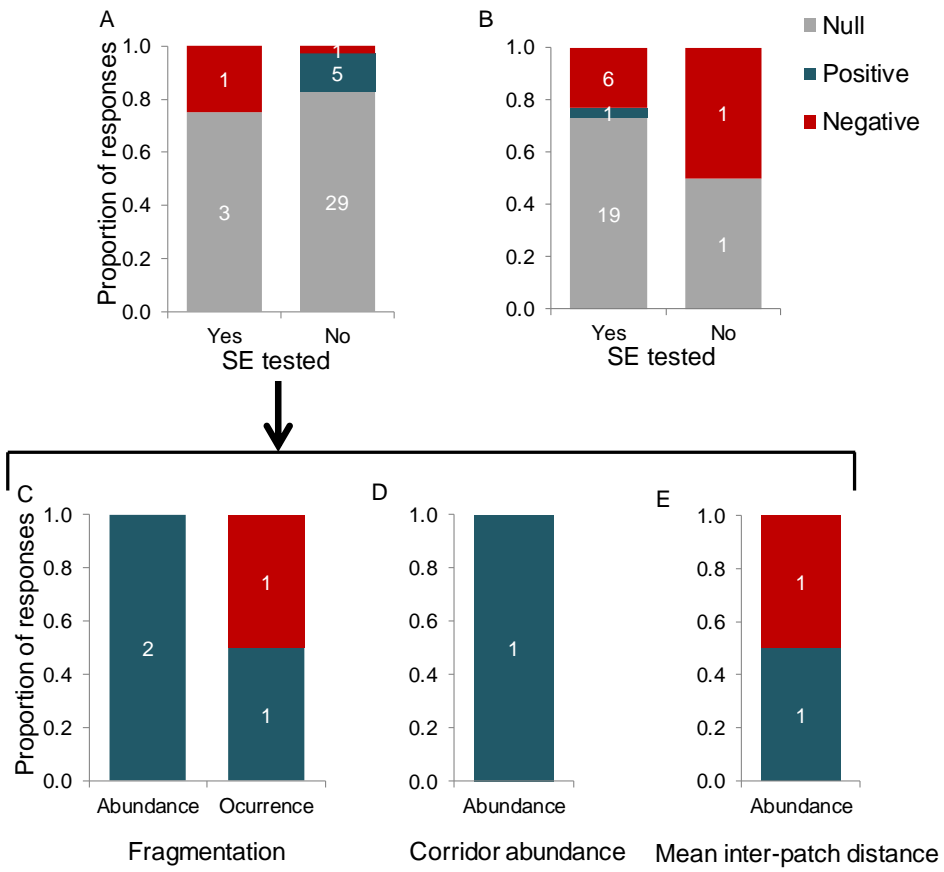 A
B
Null
Positive
Negative
Proportion of responses
1.0
0.8
0.6
0.4
0.2
0.0
1
3
1
5
29
Yes
No
SE tested
1.0
0.8
0.6
0.4
0.2
0.0
6
1
19
1
1
Yes
No
SE tested
C
Proportion of responses
1.0
0.8
0.6
0.4
0.2
0.0
2
1
1
Abundance
Ocurrence
Fragmentation
D
1.0
0.8
0.6
0.4
0.2
0.0
1
Abundance
Corridor abundance
E
1.0
0.8
0.6
0.4
0.2
0.0
1
1
Abundance
Mean inter-patch distance